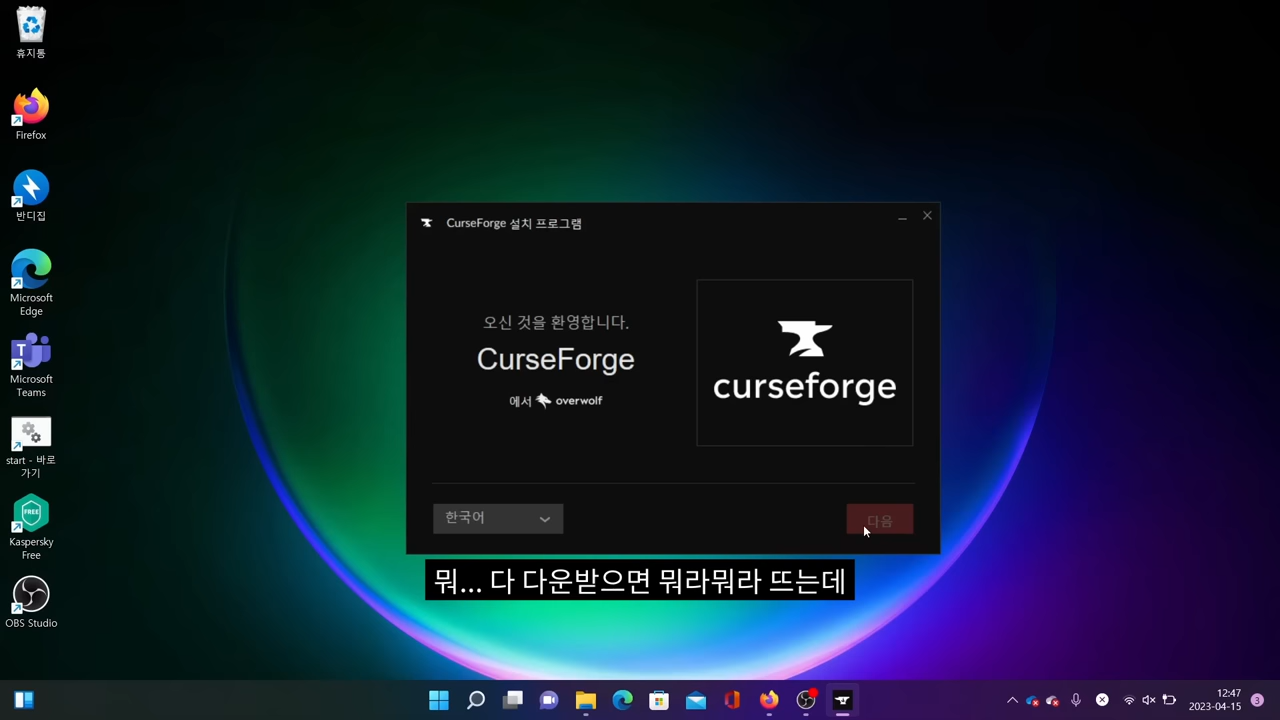 휴지통
Firefox
반디집
Microsoft
Edge
Microsoft
Teams
start - 바로
가기
FREE
Kaspersky
Free
OBS Studio
CurseForge 설치 프로그램
오신 것을 환영합니다.
CurseForge
에서 overwolf
curseforge
한국어
다음
뭐... 다 다운받으면 뭐라뭐라 뜨는데
12:47
2023-04-15
3